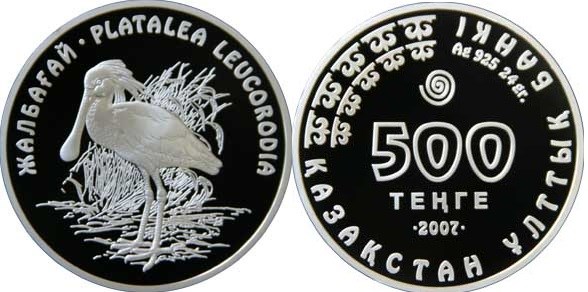 ЖАЛБАҒАЙ · PLATALEA LEUCORODIA
ҚАЗАҚСТАН ҰЛТТЫҚ БАНКІ
Ag 925 24 gr.
500
ТЕҢГЕ
·2007·